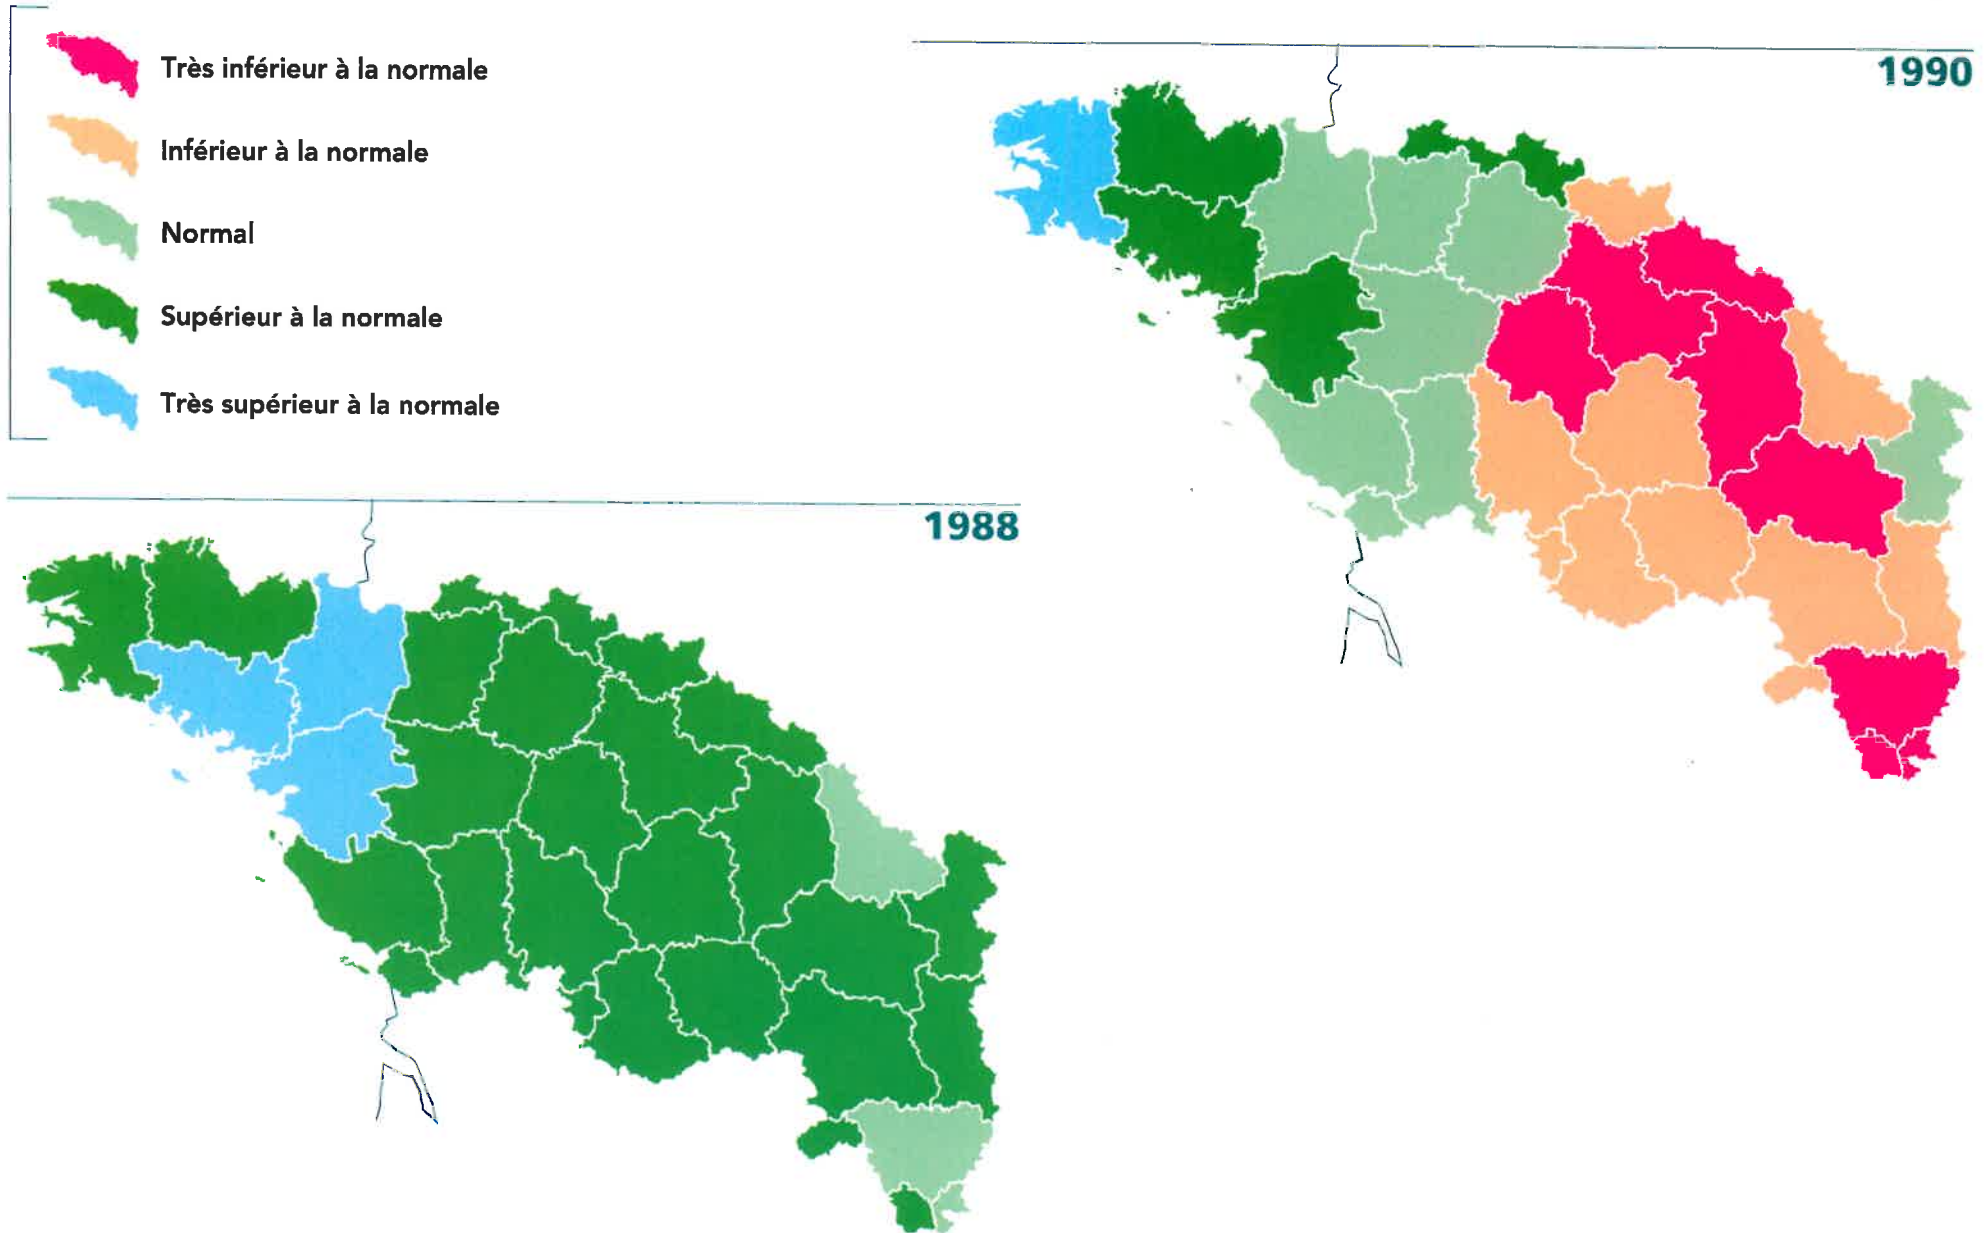 Très inférieur à la normale
Inférieur à la normale
Normal
Supérieur à la normale
Très supérieur à la normale
1990
1988